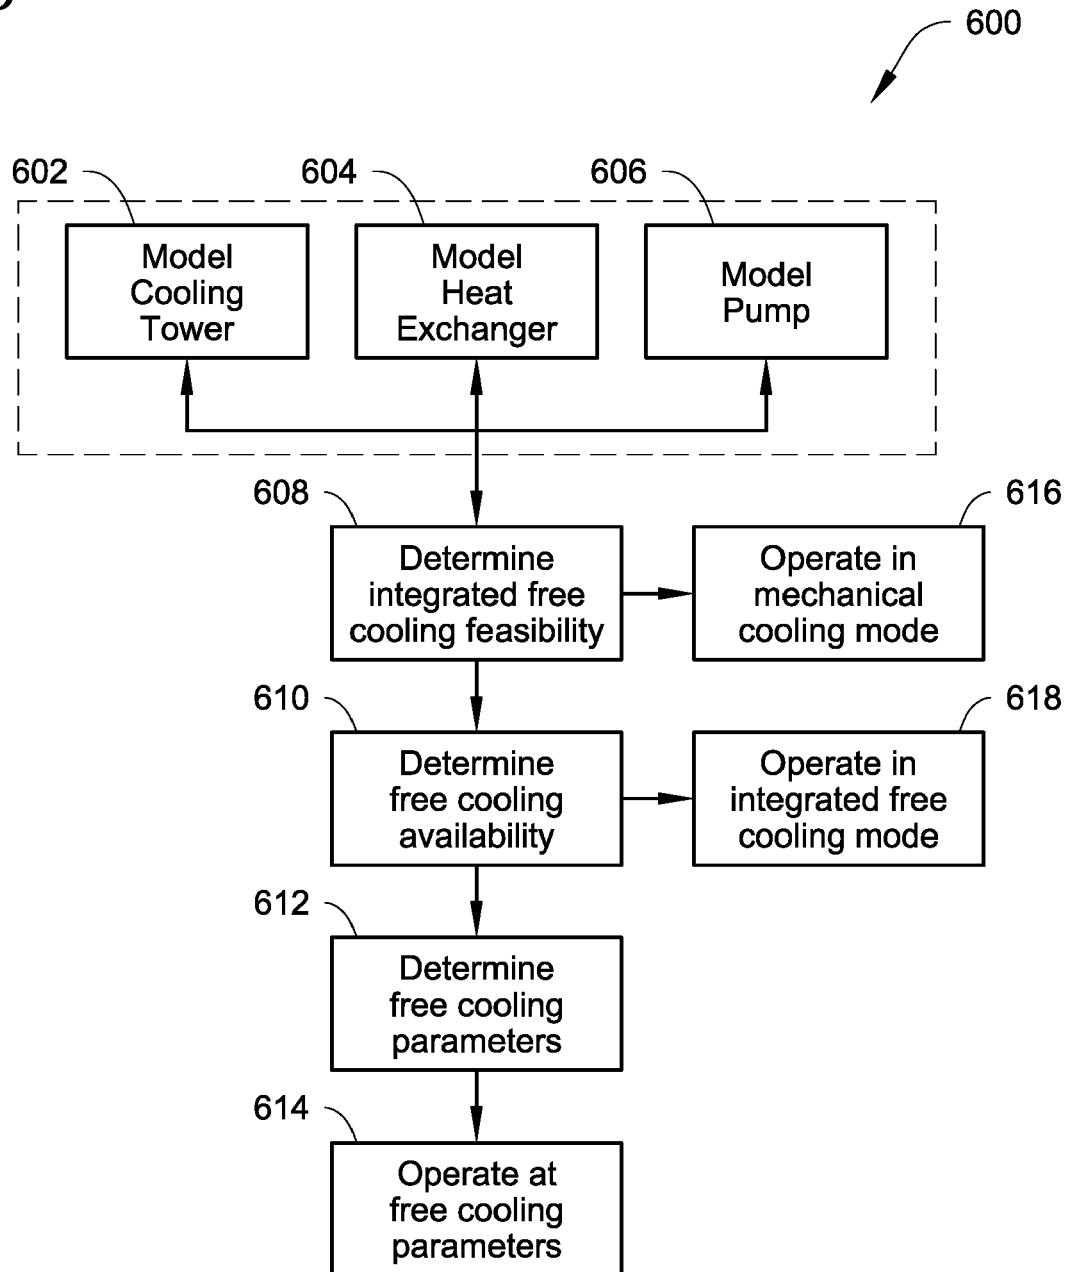 600
602
604
606
Model
Cooling
Tower
Model
Heat
Exchanger
Model
Pump
608
616
Determine
integrated free
cooling feasibility
Operate in
mechanical
cooling mode
610
618
Determine
free cooling
availability
Operate in
integrated free
cooling mode
612
Determine
free cooling
parameters
614
Operate at
free cooling
parameters